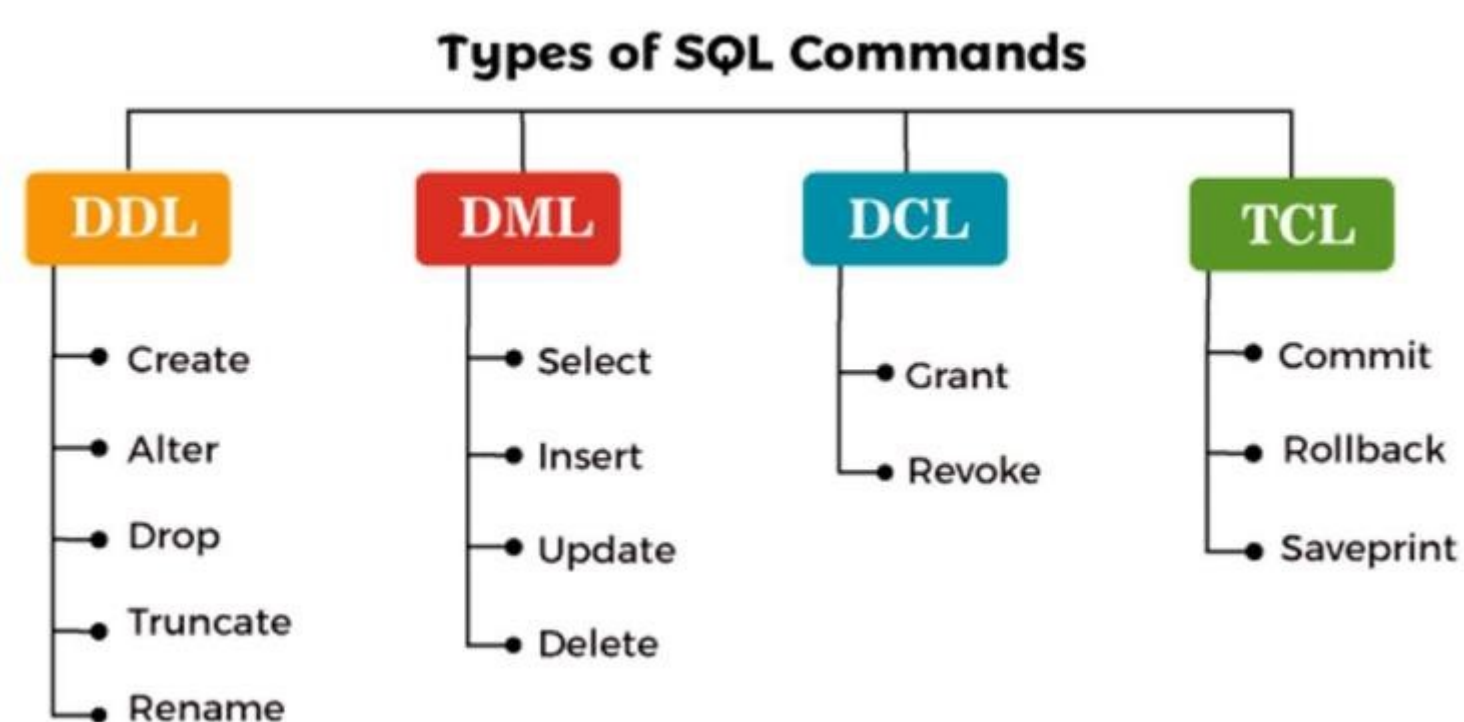 Types of SQL Commands
DDL
Create
Alter
Drop
Truncate
Rename
DML
Select
Insert
Update
Delete
DCL
Grant
Revoke
TCL
Commit
Rollback
Saveprint